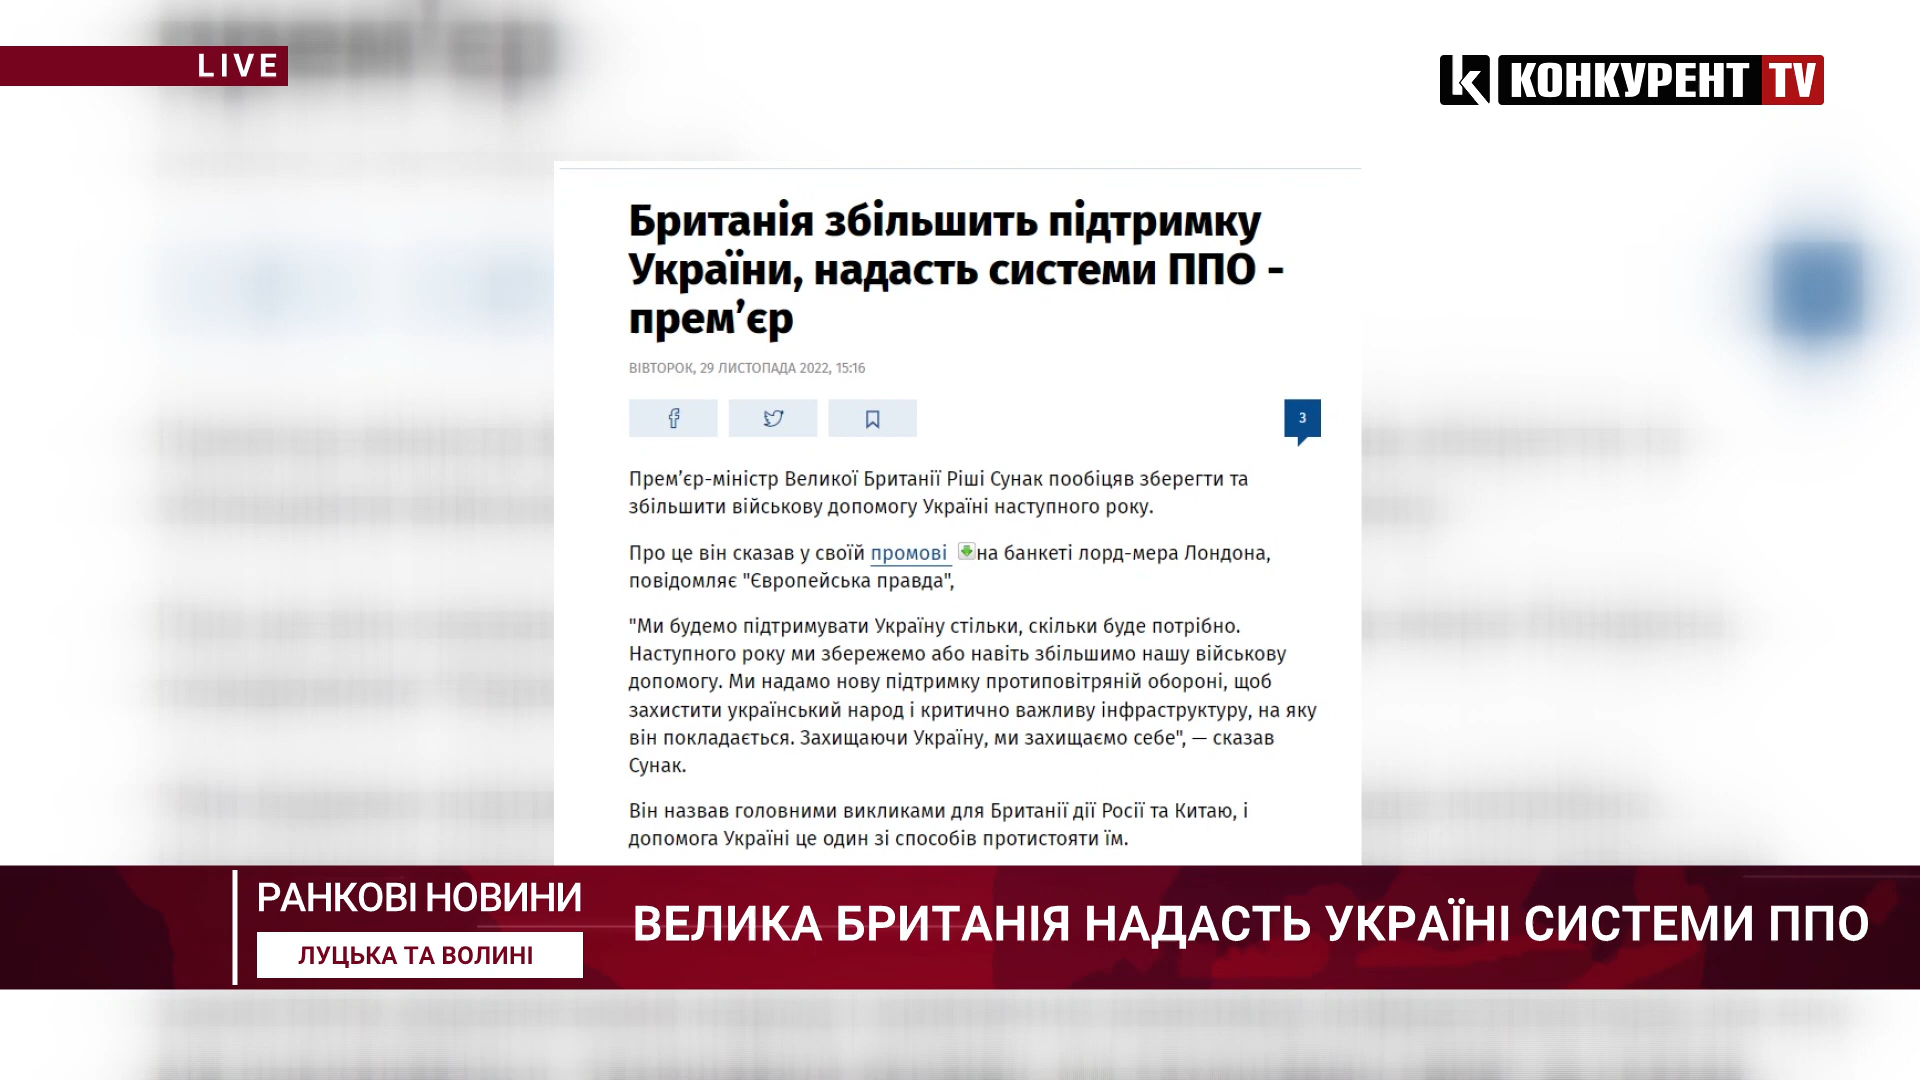 LIVE
k КОНКУРЕНТ TV
Британія збільшить підтримку
України, надасть системи ППО -
прем’єр
ВІВТОРОК, 29 ЛИСТОПАДА 2022, 15:16
3
Прем’єр-міністр Великої Британії Ріші Сунак пообіцяв зберегти та
збільшити військову допомогу Україні наступного року.
Про це він сказав у своїй промові на банкеті лорд-мера Лондона,
повідомляє "Європейська правда",
"Ми будемо підтримувати Україну стільки, скільки буде потрібно.
Наступного року ми збережемо або навіть збільшимо нашу військову
допомогу. Ми надамо нову підтримку протиповітряній обороні, щоб
захистити український народ і критично важливу інфраструктуру, на яку
він покладається. Захищаючи Україну, ми захищаємо себе", — сказав
Сунак.
Він назвав головними викликами для Британії дії Росії та Китаю, і
допомога Україні це один зі способів протистояти їм.
РАНКОВІ НОВИНИ
ЛУЦЬКА ТА ВОЛИНІ
ВЕЛИКА БРИТАНІЯ НАДАСТЬ УКРАЇНІ СИСТЕМИ ППО